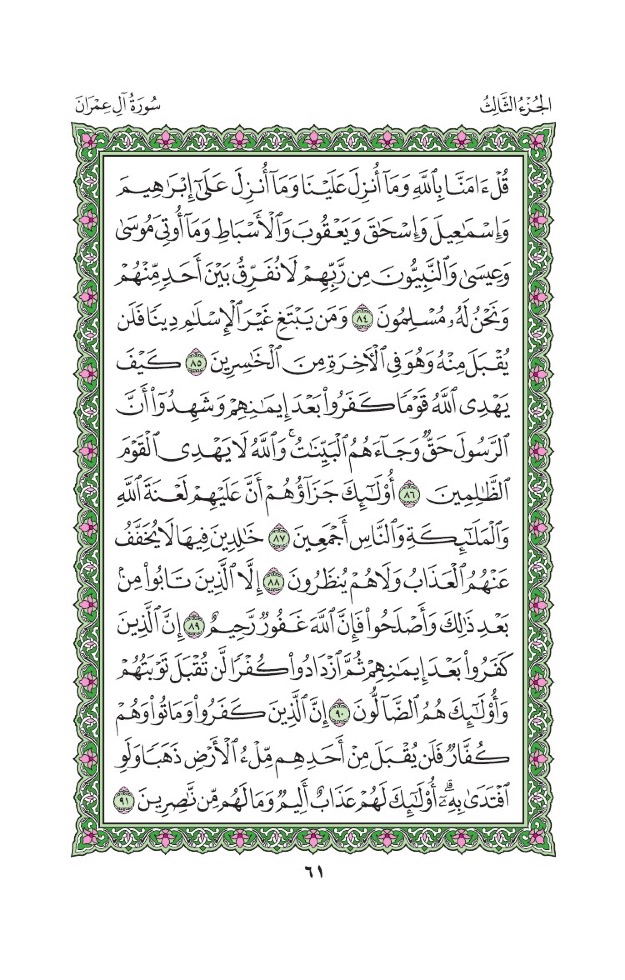 الجُزْءُ الثَّالِثُ
سُورَةُ آلِ عِمْرَانَ
قُلْ ءَامَنَّا بِٱللَّهِ وَمَآ أُنزِلَ عَلَيْنَا وَمَآ أُنزِلَ عَلَىٰٓ إِبْرَٰهِيمَ
وَإِسْمَٰعِيلَ وَإِسْحَٰقَ وَيَعْقُوبَ وَٱلْأَسْبَاطِ وَمَآ أُوتِىَ مُوسَىٰ
وَعِيسَىٰ وَٱلنَّبِيُّونَ مِن رَّبِّهِمْ لَا نُفَرِّقُ بَيْنَ أَحَدٍ مِّنْهُمْ
وَنَحْنُ لَهُۥ مُسْلِمُونَ ٨٤ وَمَن يَبْتَغِ غَيْرَ ٱلْإِسْلَٰمِ دِينًا فَلَن
يُقْبَلَ مِنْهُ وَهُوَ فِى ٱلْءَاخِرَةِ مِنَ ٱلْخَٰسِرِينَ ٨٥ كَيْفَ
يَهْدِى ٱللَّهُ قَوْمًا كَفَرُوا۟ بَعْدَ إِيمَٰنِهِمْ وَشَهِدُوٓا۟ أَنَّ
ٱلرَّسُولَ حَقٌّ وَجَآءَهُمُ ٱلْبَيِّنَٰتُ ۚ وَٱللَّهُ لَا يَهْدِى ٱلْقَوْمَ
ٱلظَّٰلِمِينَ ٨٦ أُو۟لَٰٓئِكَ جَزَآؤُهُمْ أَنَّ عَلَيْهِمْ لَعْنَةَ ٱللَّهِ
وَٱلْمَلَٰٓئِكَةِ وَٱلنَّاسِ أَجْمَعِينَ ٨٧ خَٰلِدِينَ فِيهَا لَا يُخَفَّفُ
عَنْهُمُ ٱلْعَذَابُ وَلَا هُمْ يُنظَرُونَ ٨٨ إِلَّا ٱلَّذِينَ تَابُوا۟ مِنۢ
بَعْدِ ذَٰلِكَ وَأَصْلَحُوا۟ فَإِنَّ ٱللَّهَ غَفُورٌ رَّحِيمٌ ٨٩ إِنَّ ٱلَّذِينَ
كَفَرُوا۟ بَعْدَ إِيمَٰنِهِمْ ثُمَّ ٱزْدَادُوا۟ كُفْرًا لَّن تُقْبَلَ تَوْبَتُهُمْ
وَأُو۟لَٰٓئِكَ هُمُ ٱلضَّآلُّونَ ٩٠ إِنَّ ٱلَّذِينَ كَفَرُوا۟ وَمَاتُوا۟ وَهُمْ
كُفَّارٌ فَلَن يُقْبَلَ مِنْ أَحَدِهِم مِّلْءُ ٱلْأَرْضِ ذَهَبًا وَلَوِ
ٱفْتَدَىٰ بِهِۦٓ ۗ أُو۟لَٰٓئِكَ لَهُمْ عَذَابٌ أَلِيمٌ وَمَا لَهُم مِّن نَّٰصِرِينَ ٩١
٦١